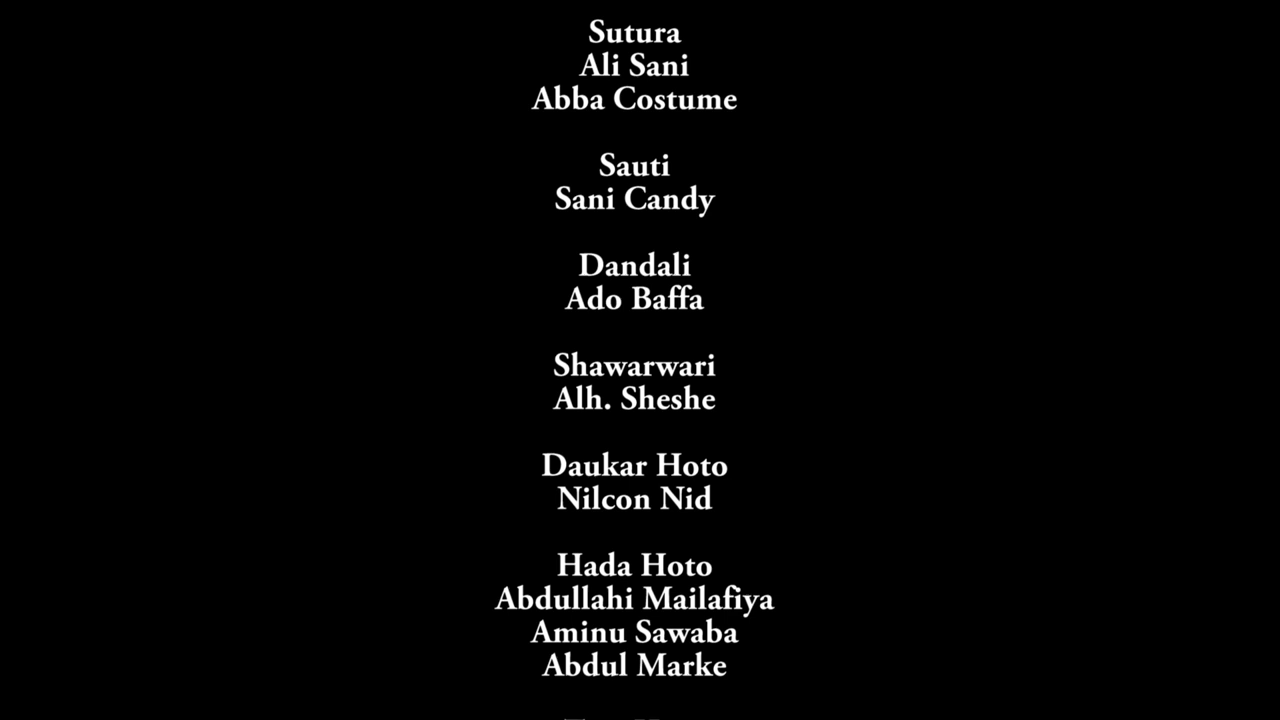 Sutura
Ali Sani
Abba Costume
Sauti
Sani Candy
Dandali
Ado Baffa
Shawarwari
Alh. Sheshe
Daukar Hoto
Nilcon Nid
Hada Hoto
Abdullahi Mailafiya
Aminu Sawaba
Abdul Marke